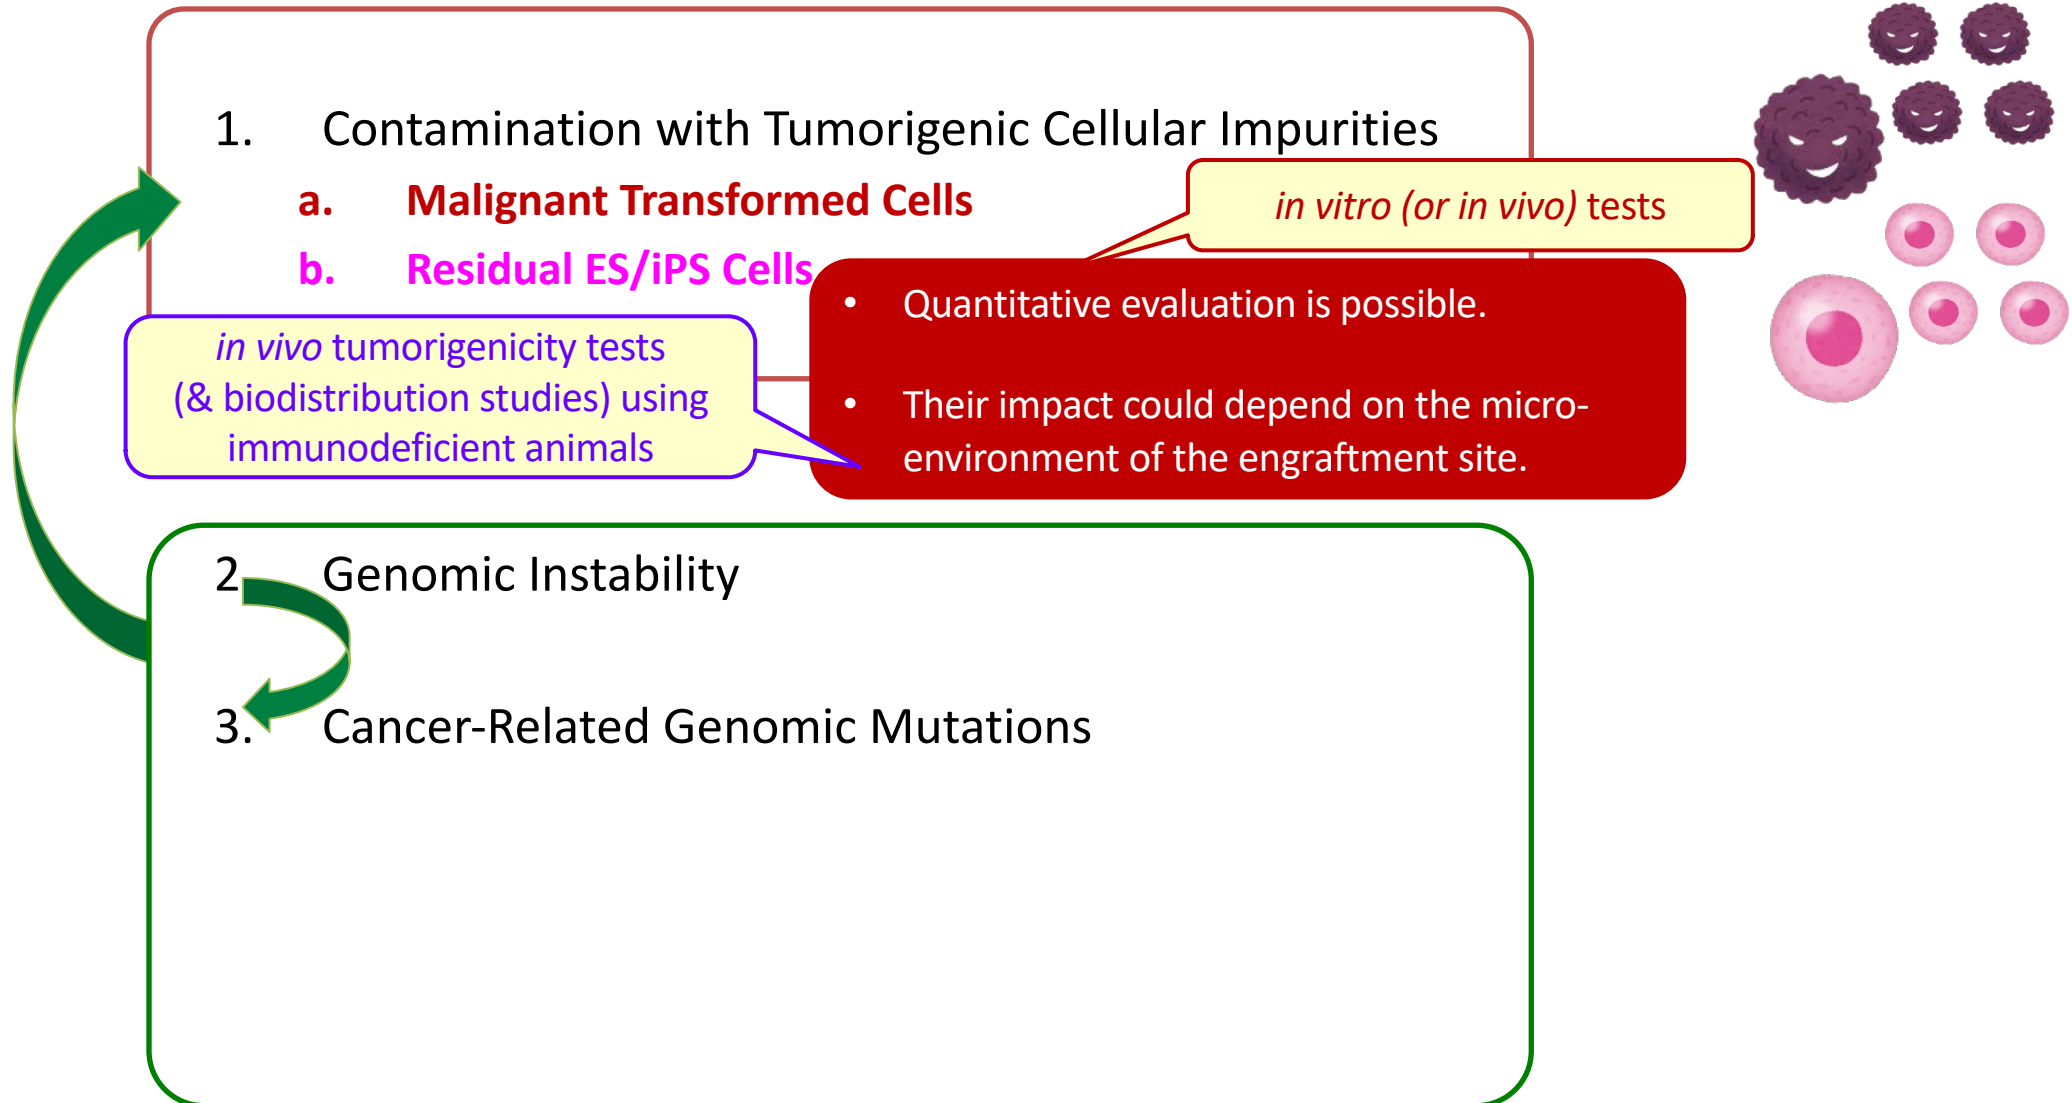 1. Contamination with Tumorigenic Cellular Impurities
a. Malignant Transformed Cells
in vitro (or in vivo) tests
b. Residual ES/iPS Cells
• Quantitative evaluation is possible.
• Their impact could depend on the micro-
environment of the engraftment site.
in vivo tumorigenicity tests
(& biodistribution studies) using
immunodeficient animals
2 Genomic Instability
3. Cancer-Related Genomic Mutations